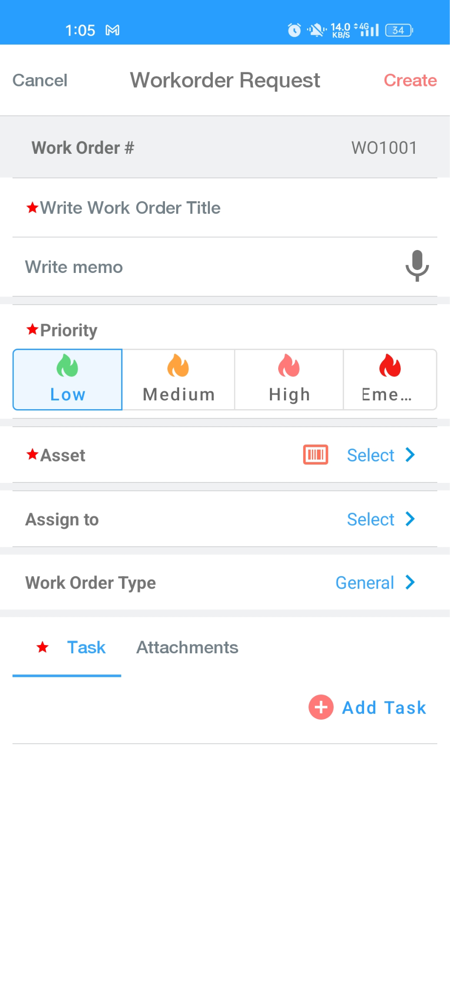 1:05 14.0 KB/S 4G 34
Cancel Workorder Request Create
Work Order # WO1001
Write Work Order Title
Write memo
Priority
Low Medium High Eme...
Asset Select
Assign to Select
Work Order Type General
Task Attachments
Add Task